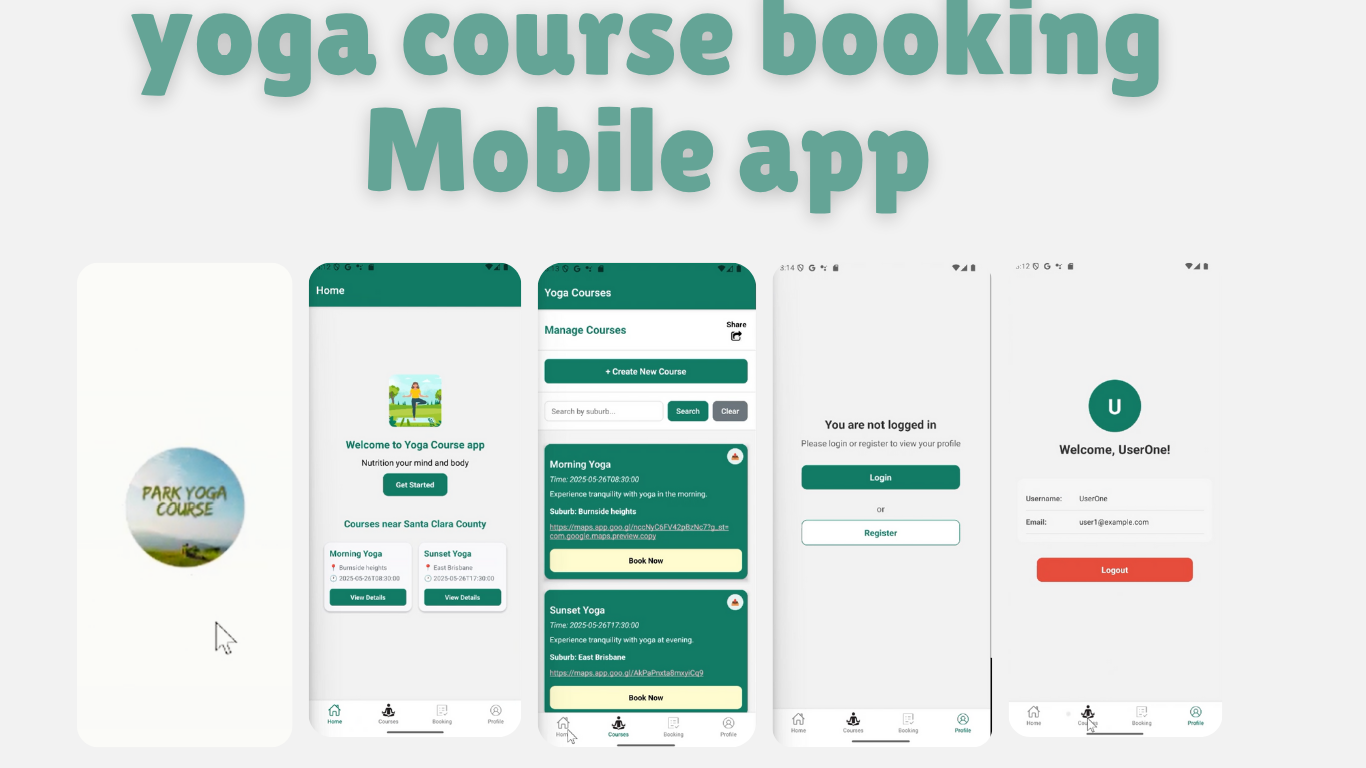 yoga course booking
Mobile app
PARK YOGA
COURSE
Home
Welcome to Yoga Course app
Nutrition your mind and body
Get Started
Courses near Santa Clara County
Morning Yoga
Burnside heights
2025-05-26T08:30:00
View Details
Sunset Yoga
East Brisbane
2025-05-26T17:30:00
View Details
Home Courses Booking Profile
Yoga Courses
Manage Courses
Share
+ Create New Course
Search by suburb...
Search
Clear
Morning Yoga
Time: 2025-05-26T08:30:00
Experience tranquility with yoga in the morning.
Suburb: Burnside heights
https://maps.app.goo.gl/nccNyC6FV42pBzNc7?g_st=
com.google.maps.preview.copy
Book Now
Sunset Yoga
Time: 2025-05-26T17:30:00
Experience tranquility with yoga at evening.
Suburb: East Brisbane
https://maps.app.goo.gl/AkPaPnxta8mxyiCq9
Book Now
Home Courses Booking Profile
3:14
You are not logged in
Please login or register to view your profile
Login
or
Register
Home Courses Booking Profile
U
Welcome, UserOne!
Username: UserOne
Email: user1@example.com
Logout
Home Courses Booking Profile